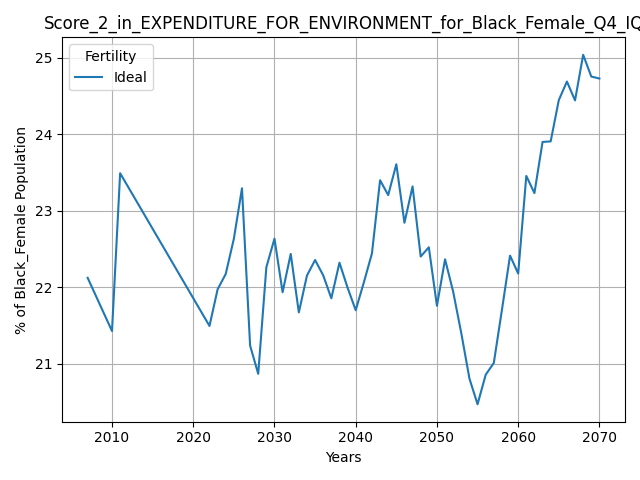 Score_2_in_EXPENDITURE_FOR_ENVIRONMENT_for_Black_Female_Q4_IQ
Fertility
Ideal
% of Black_Female Population
25
24
23
22
21
2010 2020 2030 2040 2050 2060 2070
Years